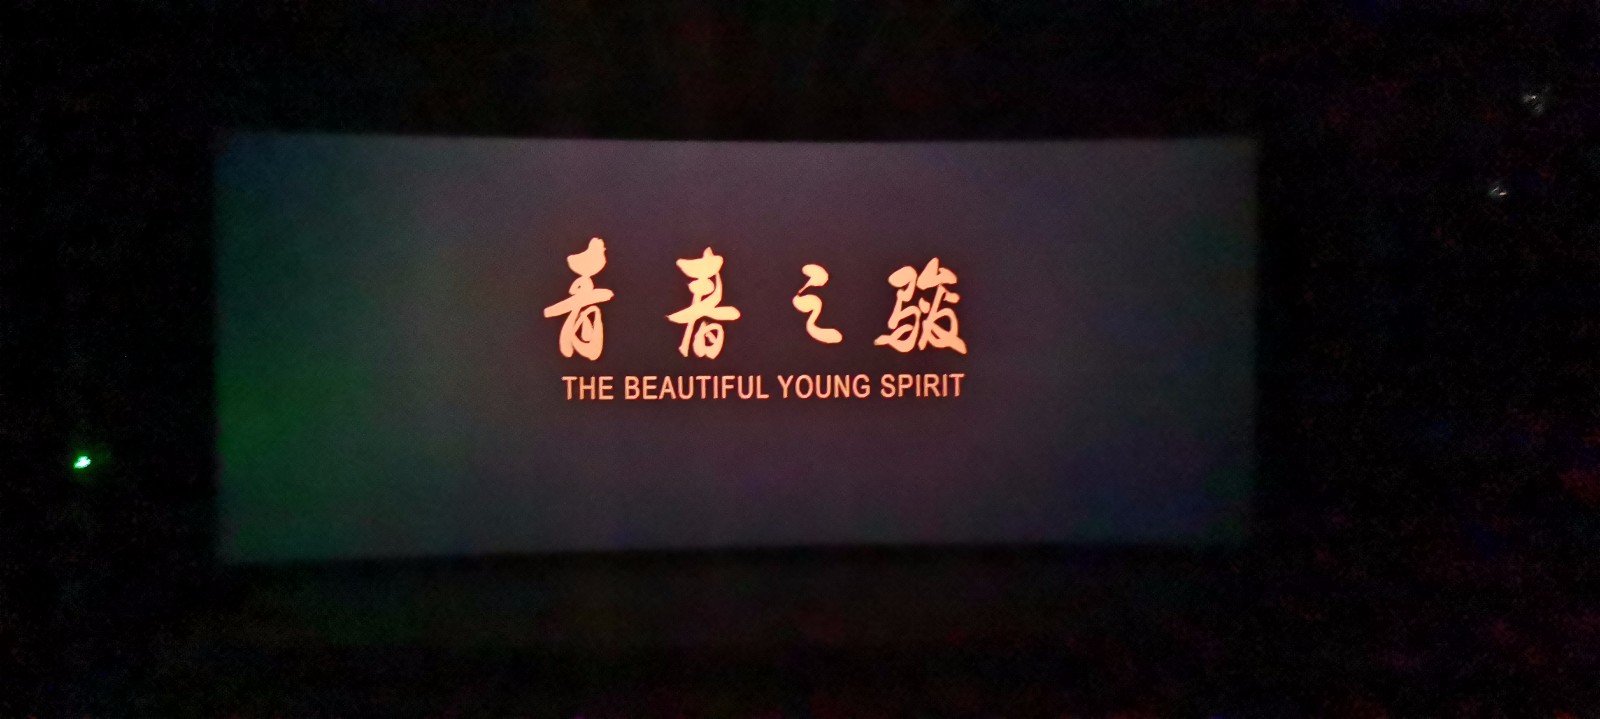 青春之骏
THE BEAUTIFUL YOUNG SPIRIT